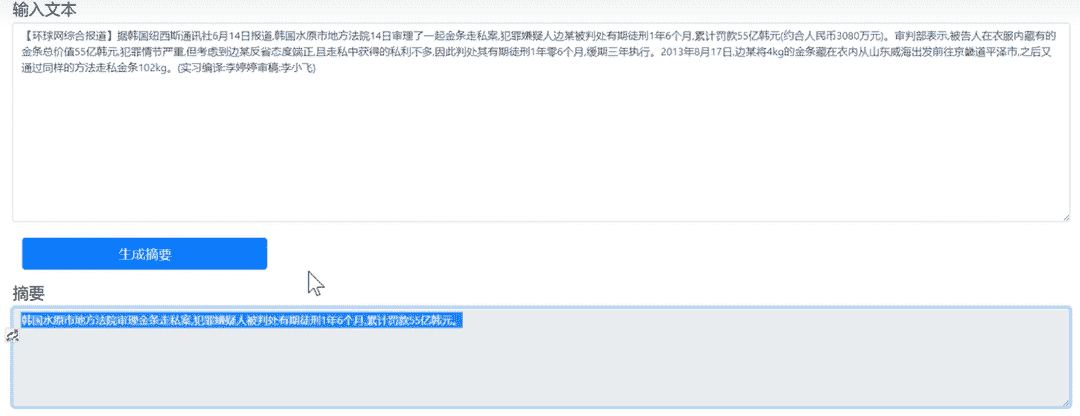 输入文本
【环球网综合报道】据韩国纽西斯通讯社6月14日报道,韩国水原市地方法院14日审理了一起金条走私案,犯罪嫌疑人边某被判处有期徒刑1年6个月,累计罚款55亿韩元(约合人民币3080万元)。审判部表示,被告人在衣服内藏有的
金条总价值55亿韩元,犯罪情节严重,但考虑到边某反省态度端正,且走私中获得的私利不多,因此判处其有期徒刑1年零6个月,缓期三年执行。2013年8月17日,边某将4kg的金条藏在衣内从山东威海出发前往京畿道平泽市,之后又
通过同样的方法走私金条102kg。(实习编译:李婷婷审稿:李小飞)
生成摘要
摘要
韩国水原市地方法院审理金条走私案,犯罪嫌疑人被判处有期徒刑1年6个月,累计罚款55亿韩元。